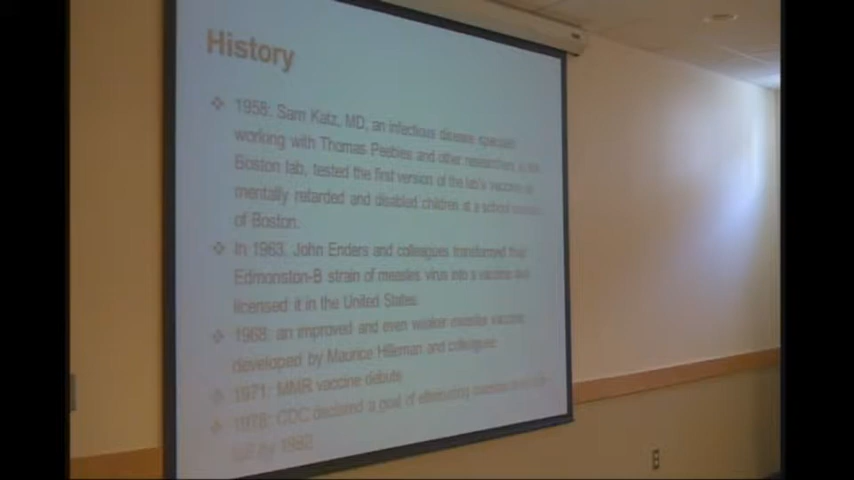 History
❖ 1958: Sam Katz, MD, an infectious disease specialist
working with Thomas Peebles and other researchers in
Boston lab, tested the first version of the lab's vaccine
mentally retarded and disabled children at a school
of Boston.
❖ In 1963, John Enders and colleagues transformed their
Edmonston-B strain of measles virus into a vaccine and
licensed it in the United States.
❖ 1968: an improved and even weaker measles vaccine,
developed by Maurice Hilleman and colleagues.
❖ 1971: MMR vaccine debuts
❖ 1978: CDC declared a goal of eliminating
by 1982